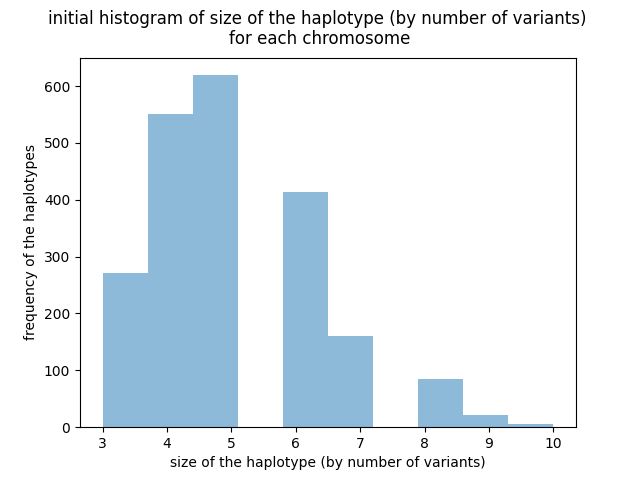 initial histogram of size of the haplotype (by number of variants)
for each chromosome
600
500
400
300
200
100
0
frequency of the haplotypes
3 4 5 6 7 8 9 10
size of the haplotype (by number of variants)